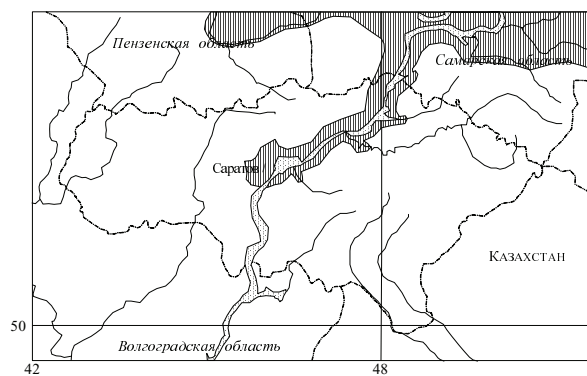 Пензенская область
Самарская область
Саратов
КАЗАХСТАН
50
Волгоградская область
42
48